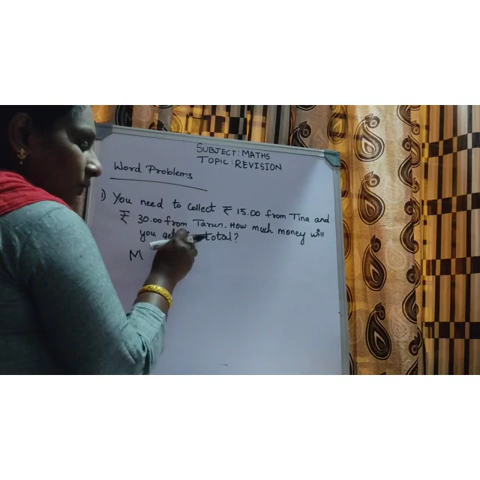 SUBJECT: MATHS
TOPIC: REVISION
Word Problems
1) You need to collect ₹ 15.00 from Tina and
₹ 30.00 from Tarun. How much money will
you total?
M